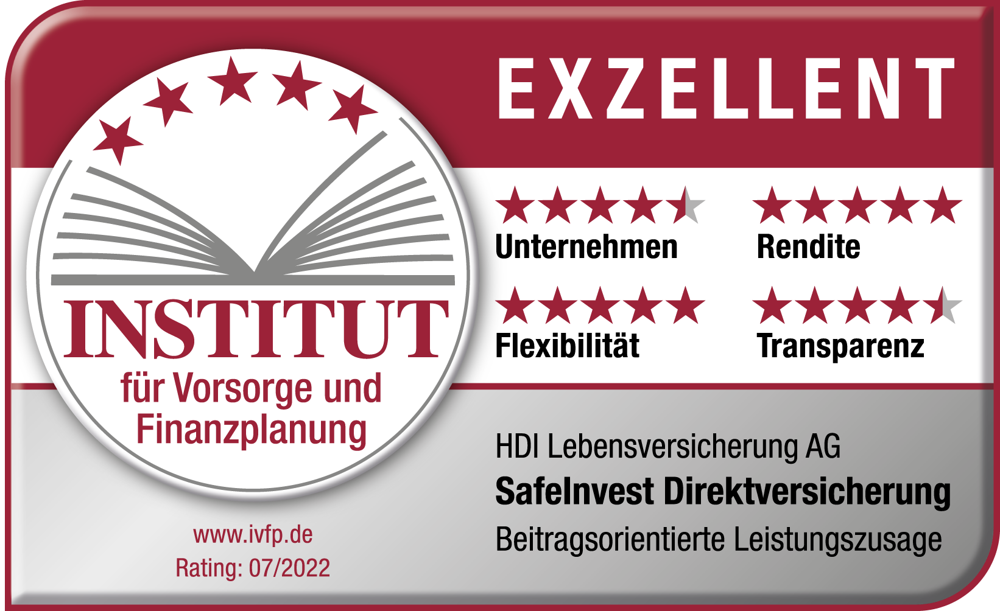 INSTITUT
für Vorsorge und
Finanzplanung
www.ivfp.de
Rating: 07/2022
EXZELLENT
Unternehmen
Rendite
Flexibilität
Transparenz
HDI Lebensversicherung AG
SafeInvest Direktversicherung
Beitragsorientierte Leistungszusage